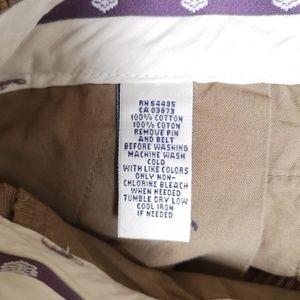 RN 54485
CA 03873
100% COTTON
100% COTON
REMOVE PIN
AND BELT
BEFORE WASHING
MACHINE WASH
COLD
WITH LIKE COLORS
ONLY NON-
CHLORINE BLEACH
WHEN NEEDED
TUMBLE DRY LOW
COOL IRON
IF NEEDED